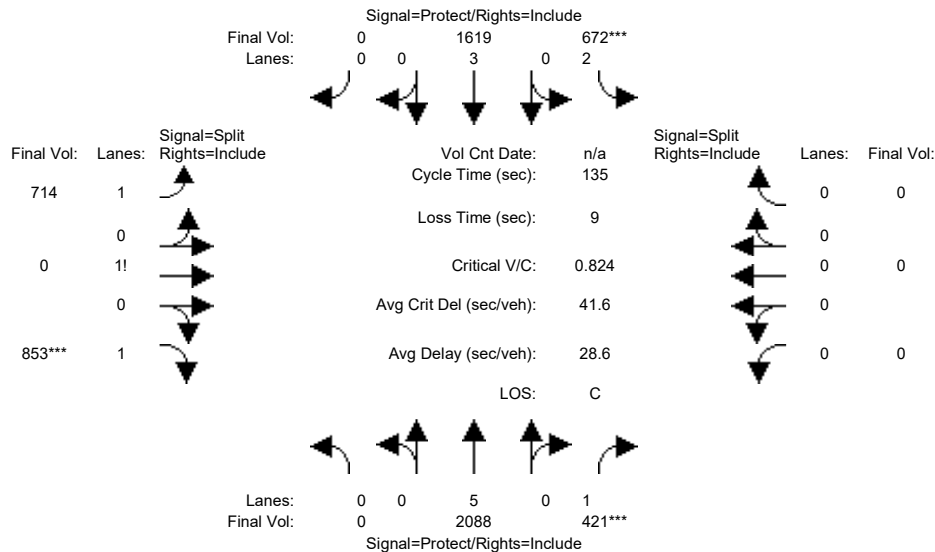 Signal=Protect/Rights=Include
Final Vol: 0 1619 672***
Lanes: 0 0 3 0 2
Signal=Split Signal=Split
Final Vol: Lanes: Rights=Include Vol Cnt Date: n/a Rights=Include Lanes: Final Vol:
Cycle Time (sec): 135
714 1 0 0
Loss Time (sec): 9
0 0
0 1! Critical V/C: 0.824 0 0
0 Avg Crit Del (sec/veh): 41.6 0
853*** 1 Avg Delay (sec/veh): 28.6 0 0
LOS: C
Lanes: 0 0 5 0 1
Final Vol: 0 2088 421***
Signal=Protect/Rights=Include